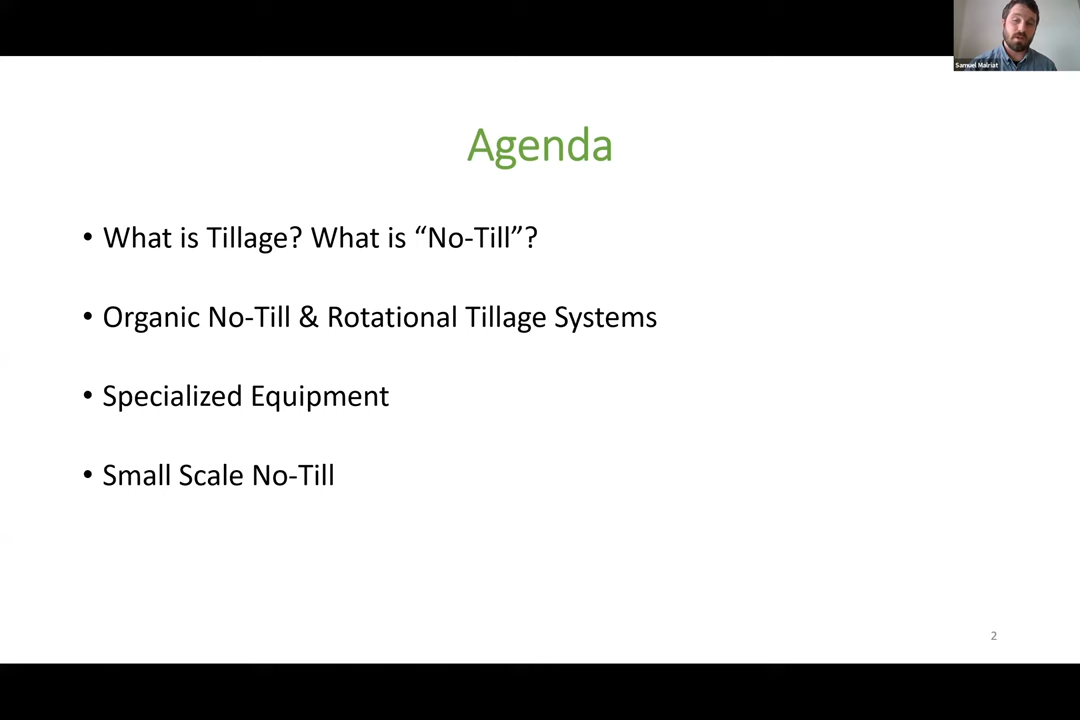 Samuel Malriat
Agenda
• What is Tillage? What is “No-Till”?
• Organic No-Till & Rotational Tillage Systems
• Specialized Equipment
• Small Scale No-Till
2